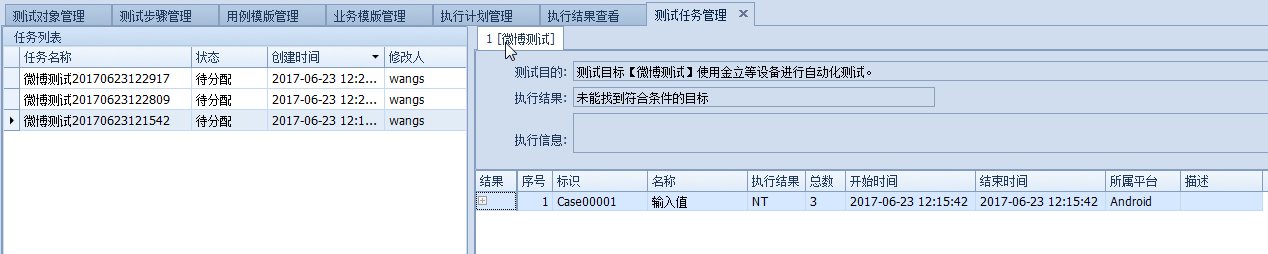 测试对象管理 测试步骤管理 用例模版管理 业务模版管理 执行计划管理 执行结果查看 测试任务管理
任务列表
任务名称 状态 创建时间 修改人
微博测试20170623122917 待分配 2017-06-23 12:2... wangs
微博测试20170623122809 待分配 2017-06-23 12:2... wangs
微博测试20170623121542 待分配 2017-06-23 12:1... wangs
1 [微博测试]
测试目的: 测试目标【微博测试】使用金立等设备进行自动化测试。
执行结果: 未能找到符合条件的目标
执行信息:
结果 序号 标识 名称 执行结果 总数 开始时间 结束时间 所属平台 描述
1 Case00001 输入值 NT 3 2017-06-23 12:15:42 2017-06-23 12:15:42 Android